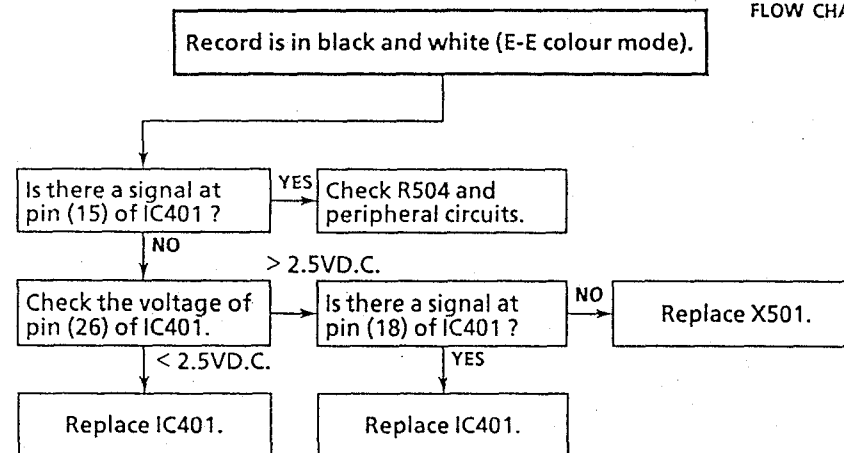 FLOW CHA
Record is in black and white (E-E colour mode).
Is there a signal at
pin (15) of IC401 ?
YES
Check R504 and
peripheral circuits.
NO
> 2.5VD.C.
Check the voltage of
pin (26) of IC401.
Is there a signal at
pin (18) of IC401 ?
NO
Replace X501.
< 2.5VD.C.
YES
Replace IC401.
Replace IC401.